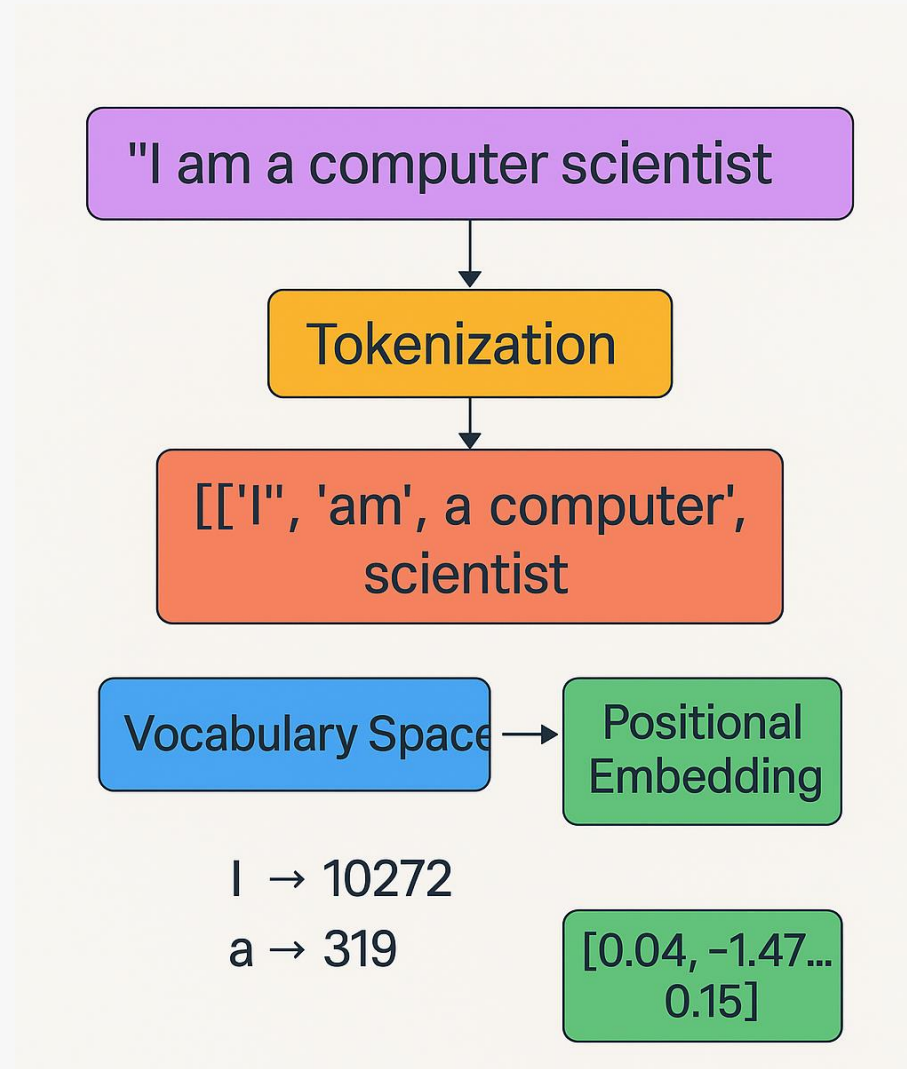 "I am a computer scientist
Tokenization
[['I", 'am', a computer',
scientist
Vocabulary Space
Positional
Embedding
I → 10272
a → 319
[0.04, −1.47...
0.15]